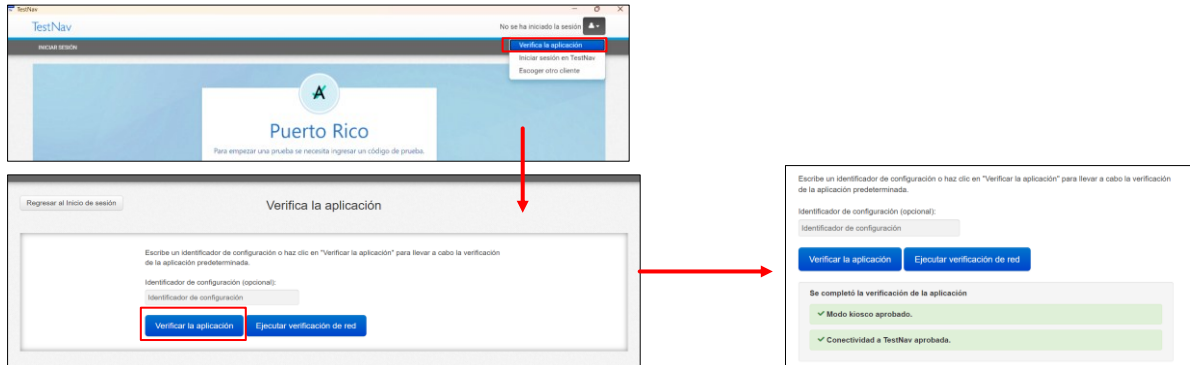 TestNav
TestNav
No se ha iniciado la sesión
INICIAR SESIÓN
Verifica la aplicación
Iniciar sesión en TestNav
Escoger otro cliente
Puerto Rico
Para empezar una prueba se necesita ingresar un código de prueba.
Regresar al Inicio de sesión
Verifica la aplicación
Escribe un identificador de configuración o haz clic en "Verificar la aplicación" para llevar a cabo la verificación
de la aplicación predeterminada.
Identificador de configuración (opcional):
Identificador de configuración
Verificar la aplicación
Ejecutar verificación de red
Escribe un identificador de configuración o haz clic en "Verificar la aplicación" para llevar a cabo la verificación
de la aplicación predeterminada.
Identificador de configuración (opcional):
Identificador de configuración
Verificar la aplicación
Ejecutar verificación de red
Se completó la verificación de la aplicación
✓ Modo kiosco aprobado.
✓ Conectividad a TestNav aprobada.